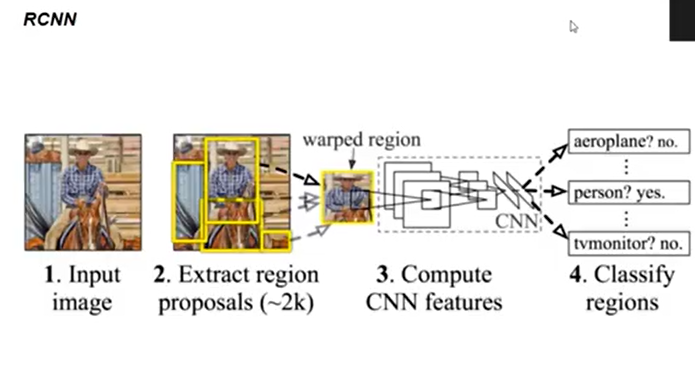 RCNN
warped region
aeroplane? no.
⋮
person? yes.
⋮
tvmonitor? no.
CNN
1. Input
image
2. Extract region
proposals (~2k)
3. Compute
CNN features
4. Classify
regions